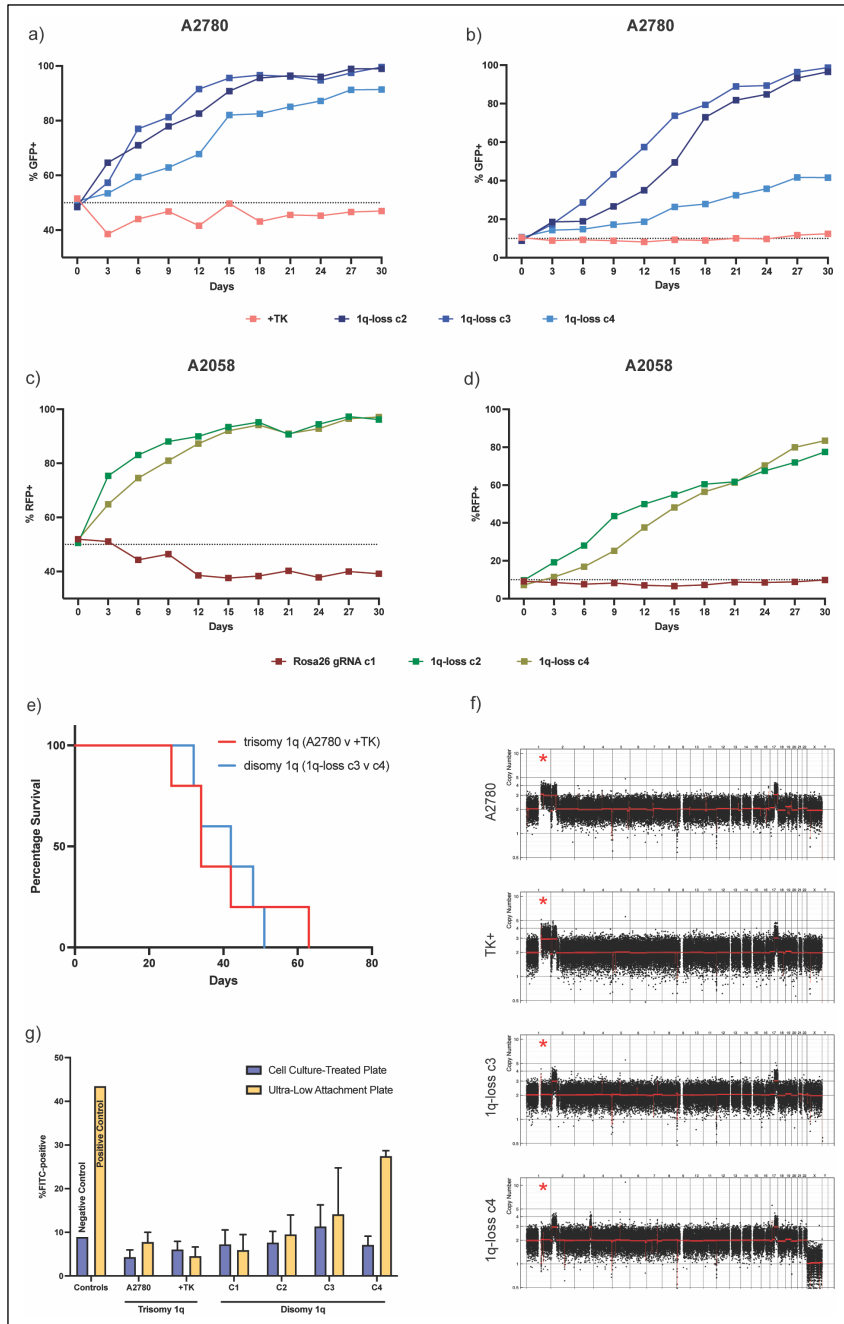 a)
A2780
% GFP+
100
80
60
40
0 3 6 9 12 15 18 21 24 27 30
Days
b)
A2780
% GFP+
100
80
60
40
20
0
0 3 6 9 12 15 18 21 24 27 30
Days
+TK 1q-loss c2 1q-loss c3 1q-loss c4
c)
A2058
% RFP+
100
80
60
40
0 3 6 9 12 15 18 21 24 27 30
Days
d)
A2058
%RFP+
100
80
60
40
20
0
0 3 6 9 12 15 18 21 24 27 30
Days
Rosa26 gRNA c1 1q-loss c2 1q-loss c4
e)
trisomy 1q (A2780 v +TK)
disomy 1q (1q-loss c3 v c4)
Percentage Survival
100
50
0
0 20 40 60 80
Days
f)
A2780
Copy Number
*
TK+
Copy Number
*
1q-loss c3
Copy Number
*
1q-loss c4
Copy Number
*
g)
%FITC-positive
50
40
30
20
10
0
Cell Culture-Treated Plate
Ultra-Low Attachment Plate
Negative Control
Positive Control
Controls A2780 +TK C1 C2 C3 C4
Trisomy 1q Disomy 1q